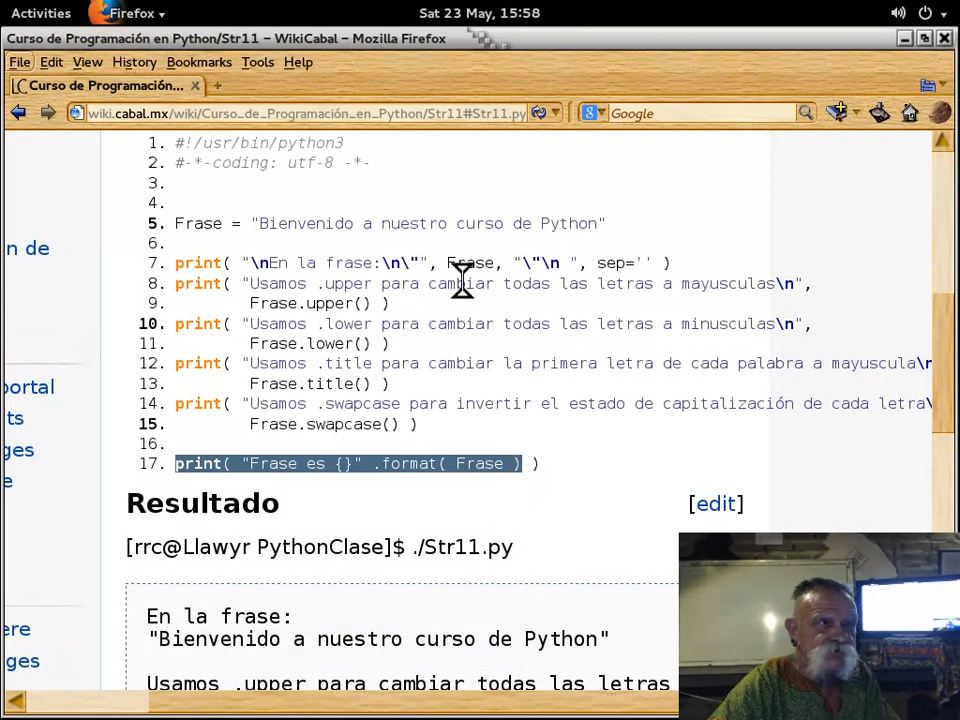 Activities Firefox Sat 23 May, 15:58
Curso de Programación en Python/Str11 – WikiCabal – Mozilla Firefox
File Edit View History Bookmarks Tools Help
Curso de Programación... × +
wiki.cabal.mx/wiki/Curso_de_Programación_en_Python/Str11#Str11.py Google
1. #!/usr/bin/python3
2. #-*-coding: utf-8 -*-
3.
4.
5. Frase = "Bienvenido a nuestro curso de Python"
6.
7. print( "\nEn la frase:\n\"", Frase, "\"\n ", sep='' )
8. print( "Usamos .upper para cambiar todas las letras a mayusculas\n",
9. Frase.upper() )
10. print( "Usamos .lower para cambiar todas las letras a minusculas\n",
11. Frase.lower() )
12. print( "Usamos .title para cambiar la primera letra de cada palabra a mayuscula\n
13. Frase.title() )
14. print( "Usamos .swapcase para invertir el estado de capitalización de cada letra\
15. Frase.swapcase() )
16.
17. print( "Frase es {}" .format( Frase ) )
n de
portal
ts
ges
e
ere
ges
Resultado [edit]
[rrc@Llawyr PythonClase]$ ./Str11.py
En la frase:
"Bienvenido a nuestro curso de Python"
Usamos .upper para cambiar todas las letras